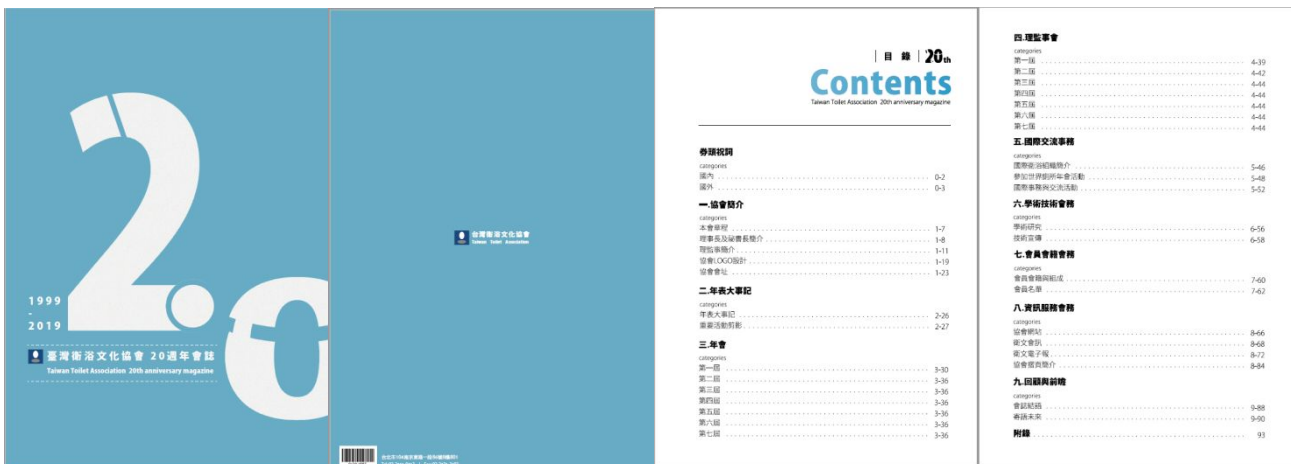 2.0
1999
-
2019
臺灣衛浴文化協會 20週年會誌
Taiwan Toilet Association 20th anniversary magazine
台灣衛浴文化協會
Taiwan Toilet Association
目 錄 20th
Contents
Taiwan Toilet Association 20th anniversary magazine
卷頭祝詞
categories
國內 0-2
國外 0-3
一.協會簡介
categories
本會章程 1-7
理事長及祕書長簡介 1-8
理監事簡介 1-11
協會LOGO設計 1-19
協會會址 1-23
二.年表大事記
categories
年表大事記 2-26
重要活動剪影 2-27
三.年會
categories
第一屆 3-30
第二屆 3-36
第三屆 3-36
第四屆 3-36
第五屆 3-36
第六屆 3-36
第七屆 3-36
四.理監事會
categories
第一屆 4-39
第二屆 4-42
第三屆 4-44
第四屆 4-44
第五屆 4-44
第六屆 4-44
第七屆 4-44
五.國際交流事務
categories
國際衛浴組織簡介 5-46
參加世界廁所年會活動 5-48
國際事務與交流活動 5-52
六.學術技術會務
categories
學術研究 6-56
技術宣傳 6-58
七.會員會籍會務
categories
會員會籍與組成 7-60
會員名單 7-62
八.資訊服務會務
categories
協會網站 8-66
衛文會訊 8-68
衛文電子報 8-72
協會摺頁簡介 8-84
九.回顧與前瞻
categories
會誌結語 9-88
寄語未來 9-90
附錄 93